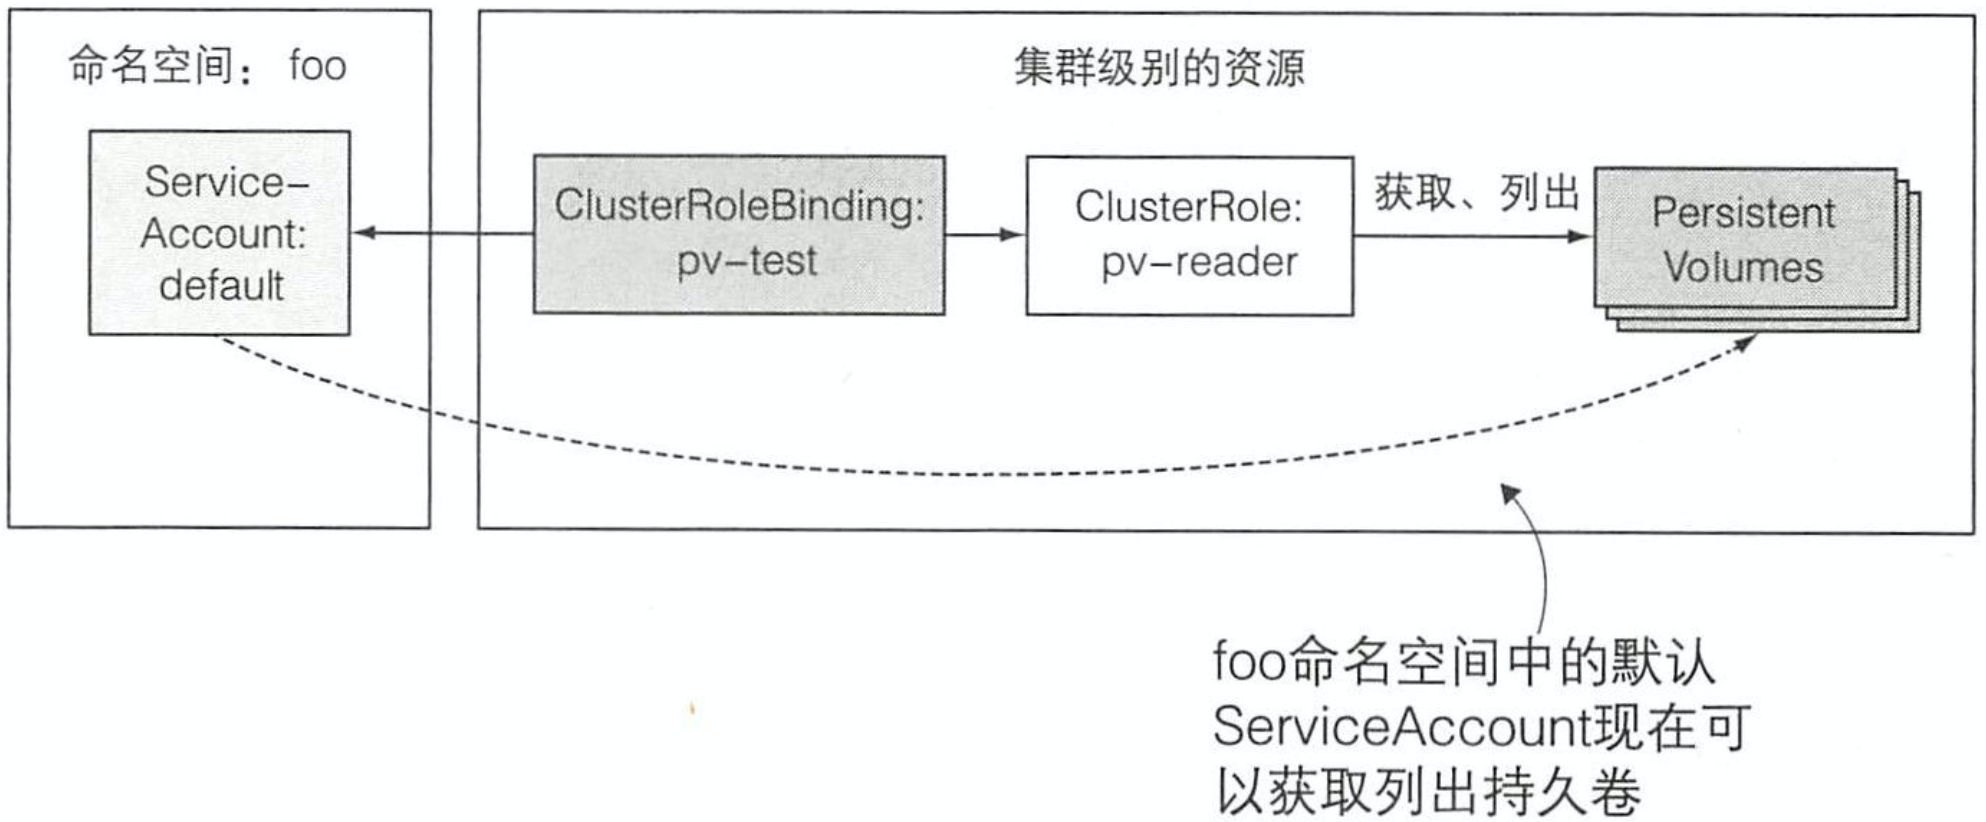 命名空间： foo
集群级别的资源
Service-
Account:
default
ClusterRoleBinding:
pv-test
ClusterRole:
pv-reader
获取、列出
Persistent
Volumes
foo命名空间中的默认
ServiceAccount现在可
以获取列出持久卷